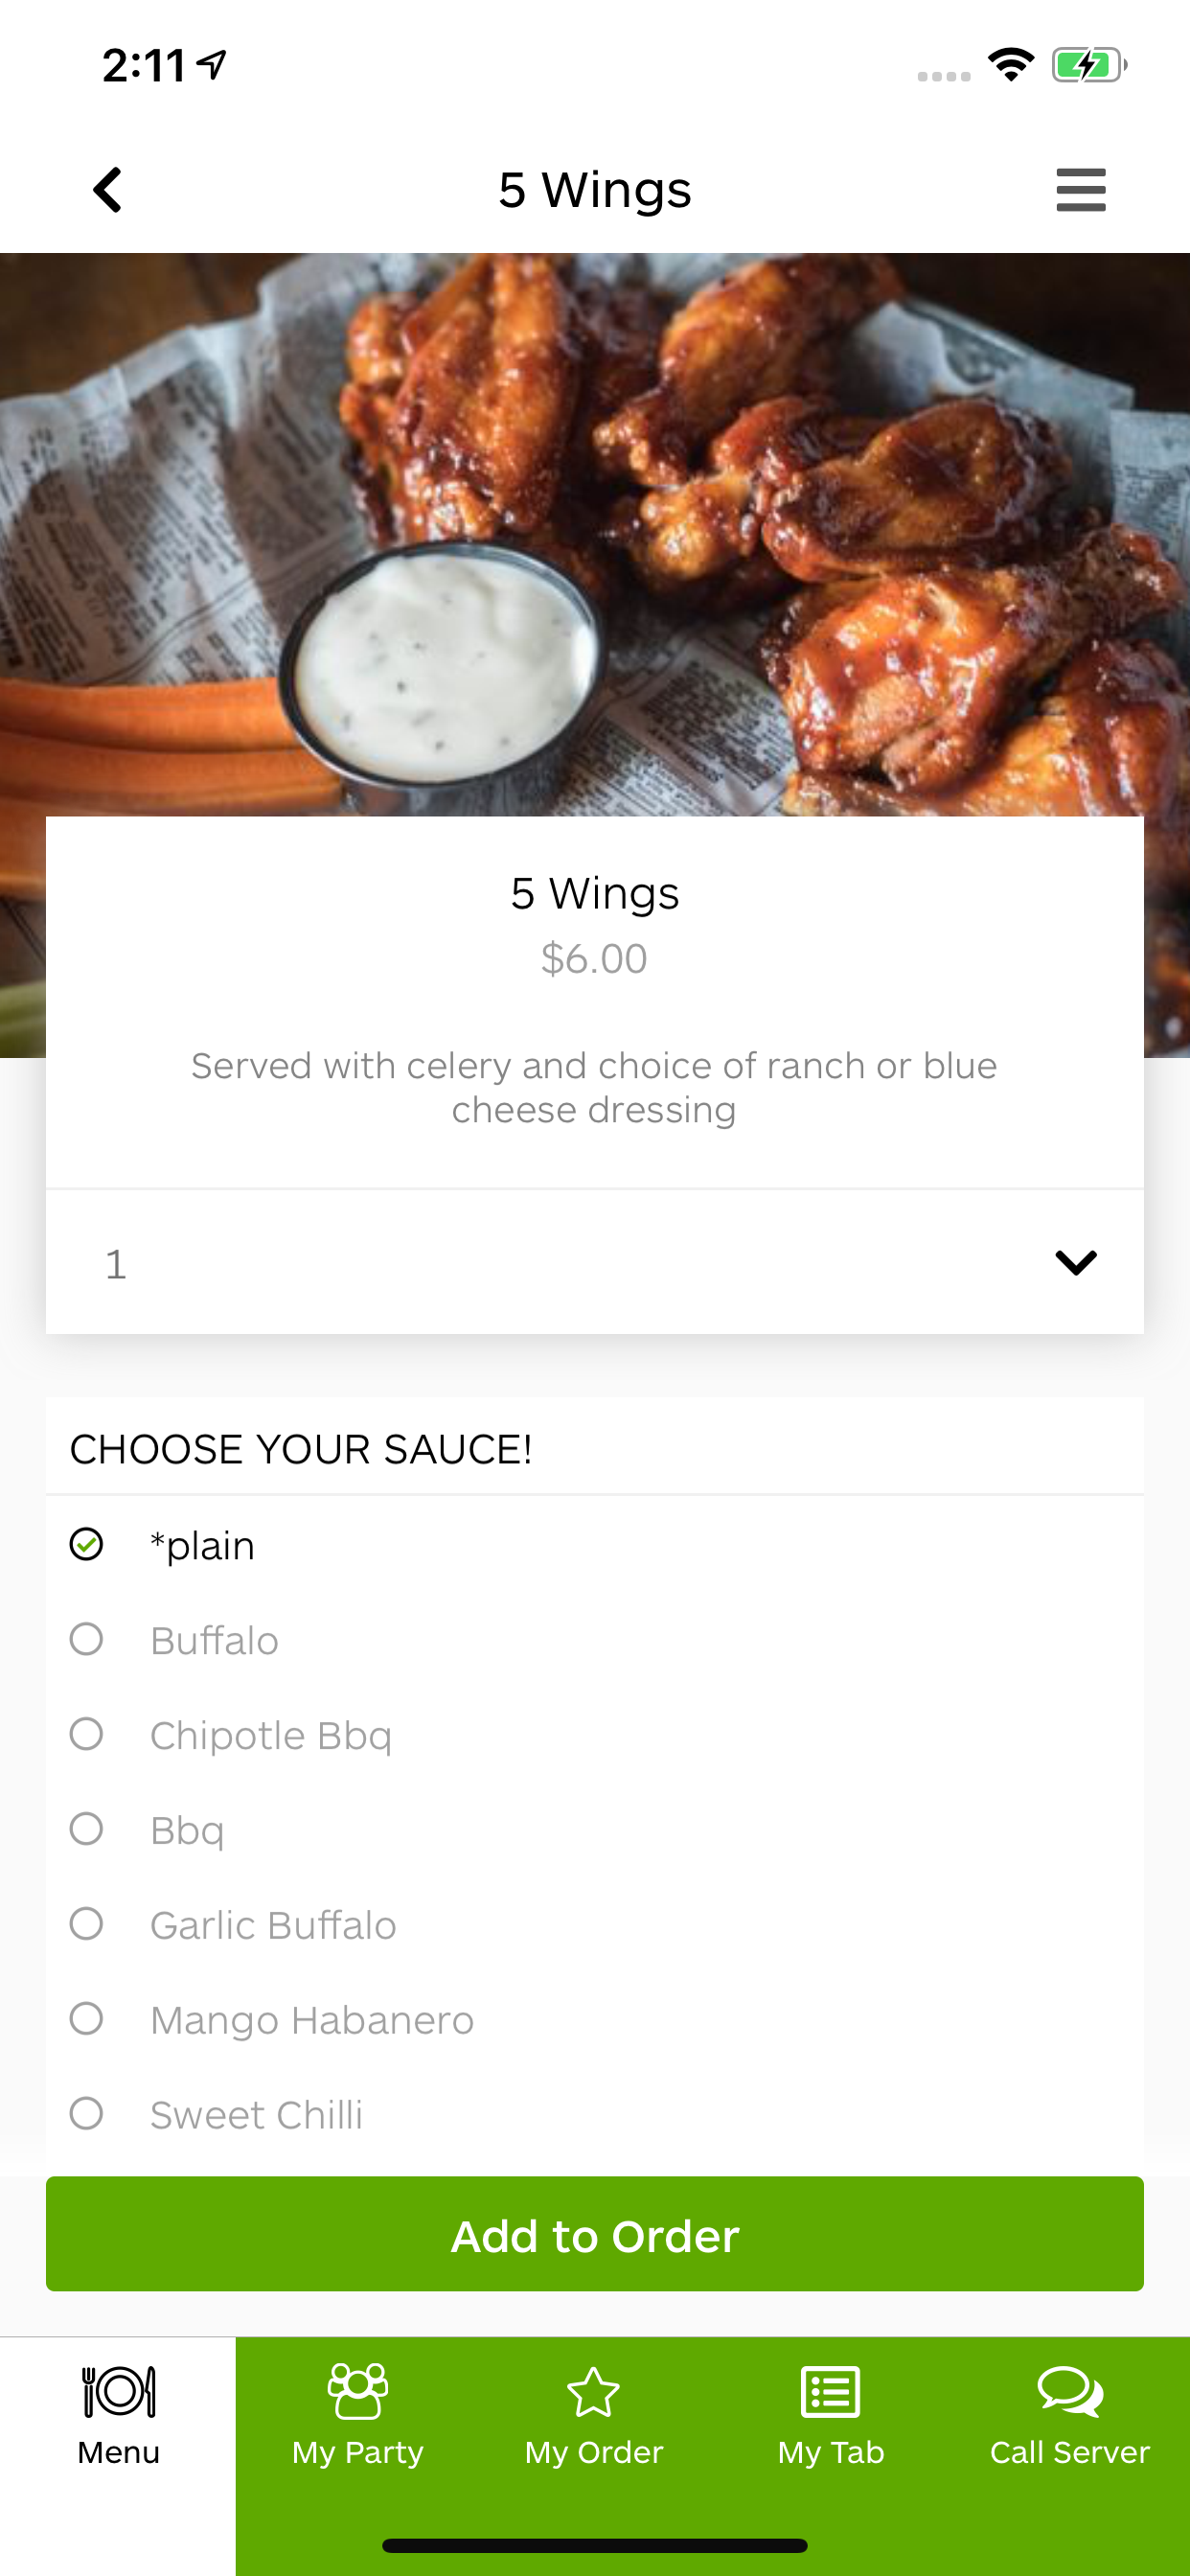 2:11
5 Wings
5 Wings
$6.00
Served with celery and choice of ranch or blue
cheese dressing
1
CHOOSE YOUR SAUCE!
*plain
Buffalo
Chipotle Bbq
Bbq
Garlic Buffalo
Mango Habanero
Sweet Chilli
Add to Order
Menu
My Party
My Order
My Tab
Call Server